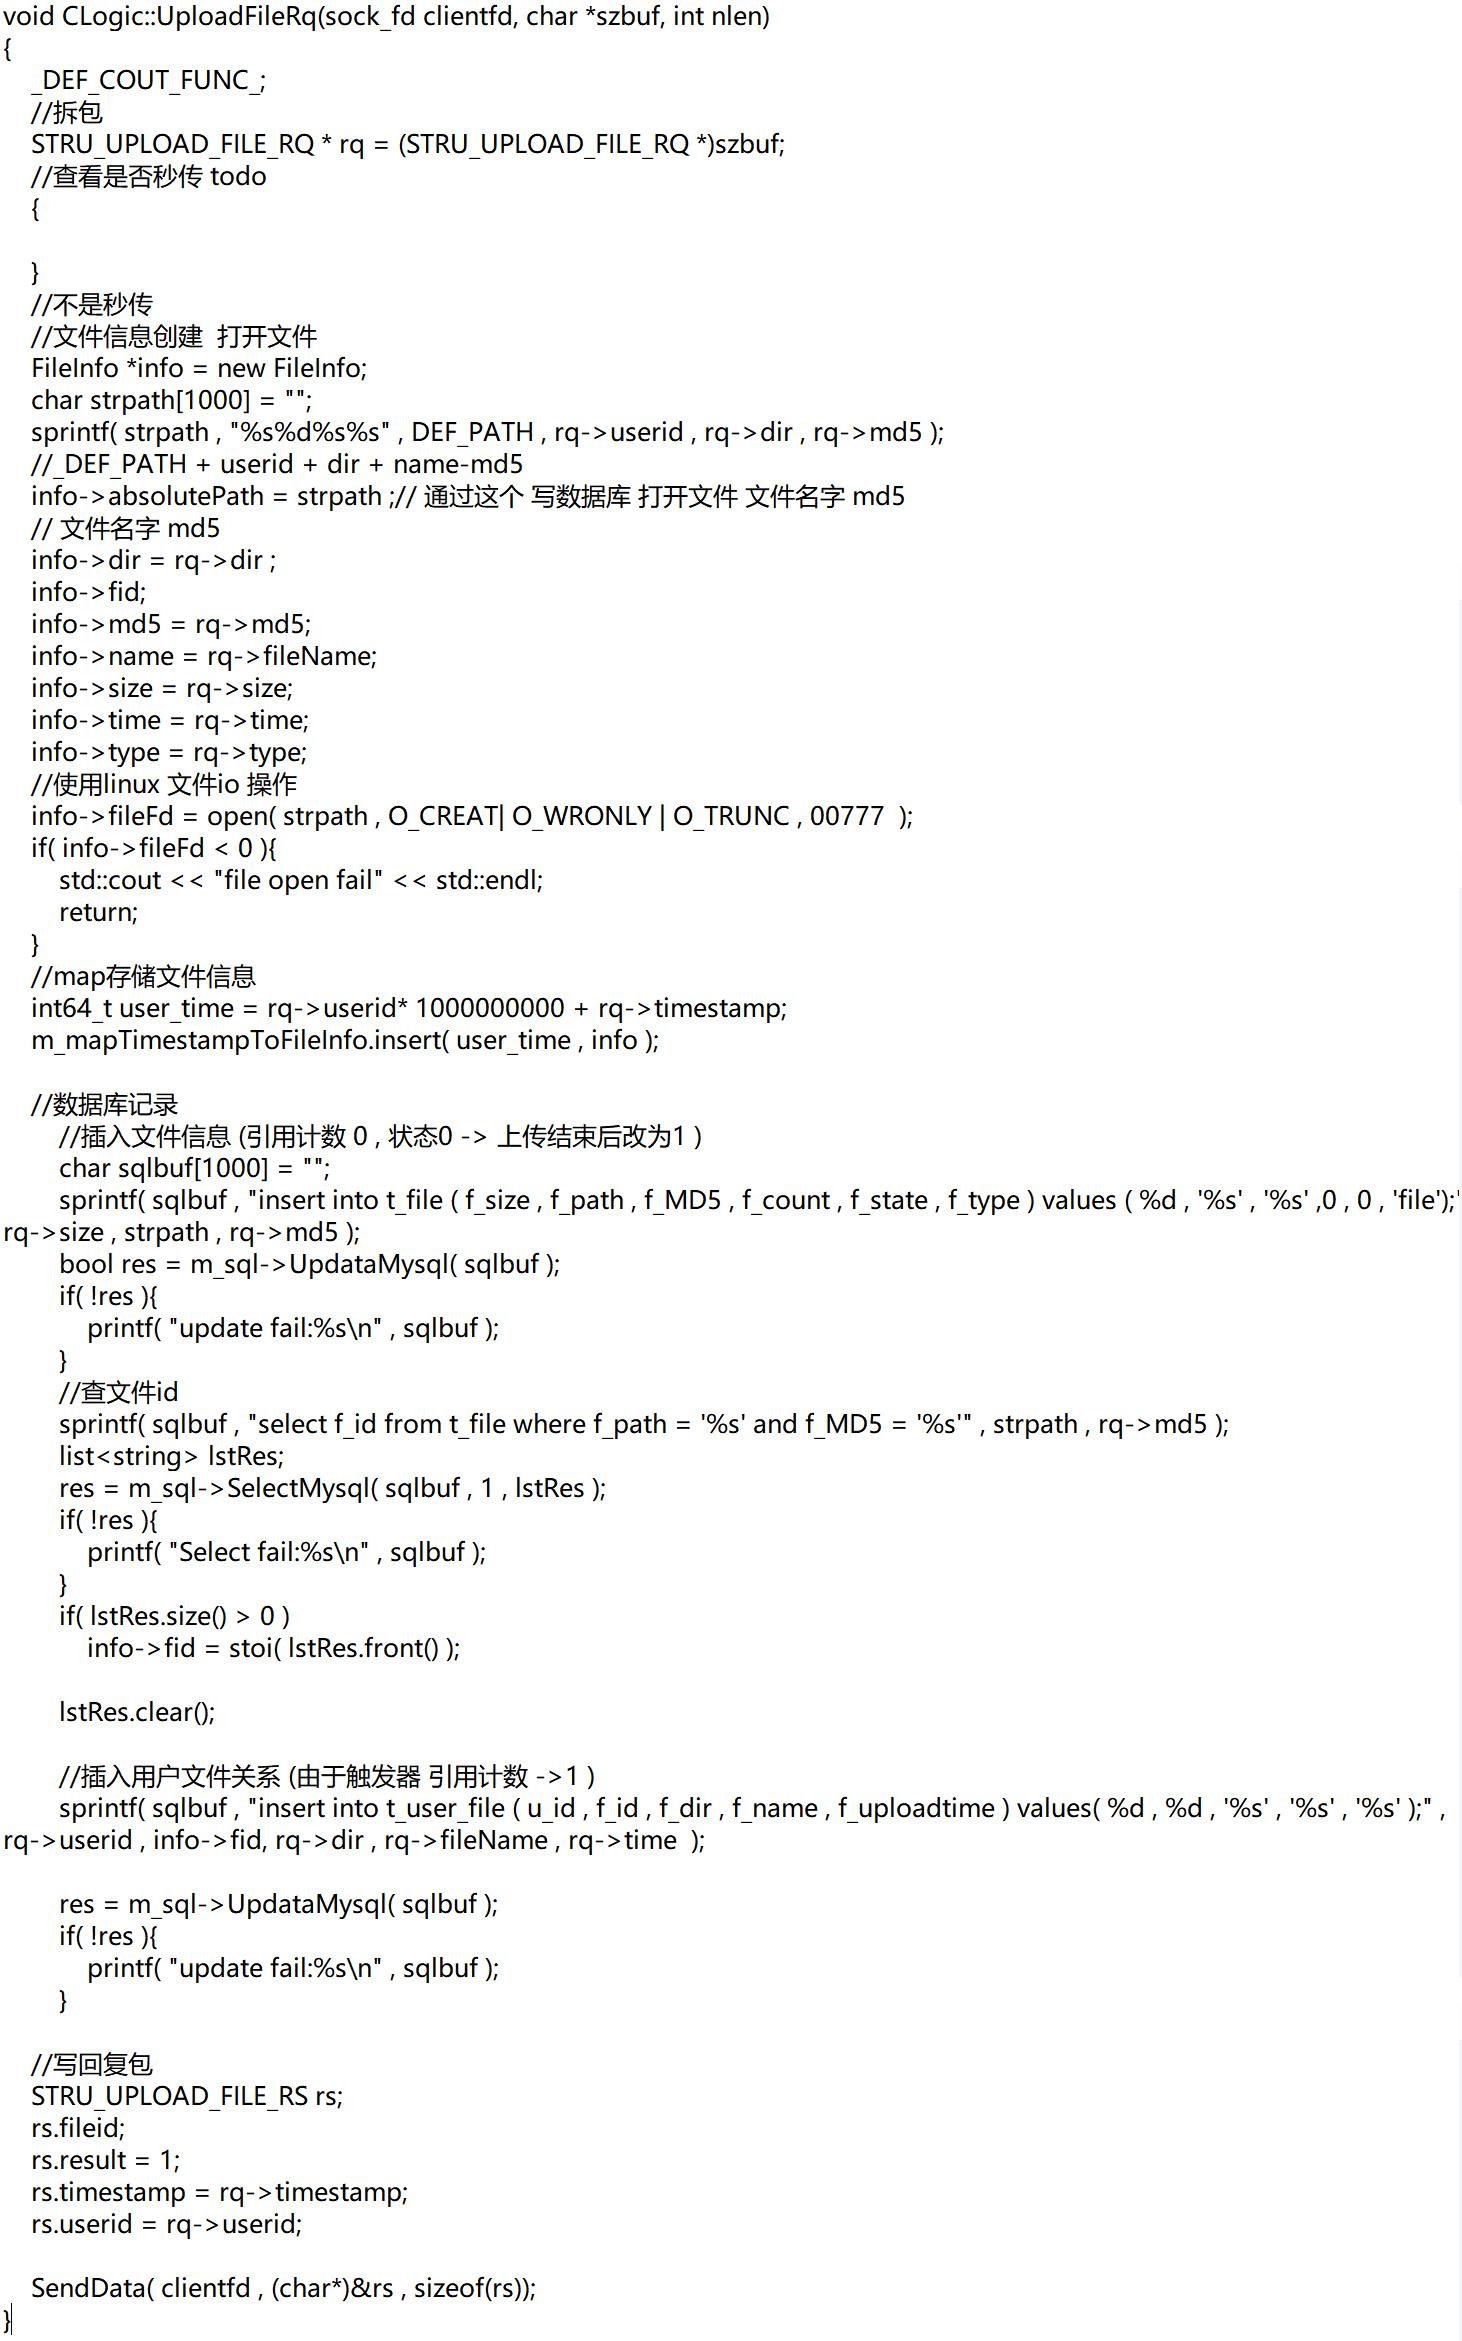 void CLogic::UploadFileRq(sock_fd clientfd, char *szbuf, int nlen)
{
_DEF_COUT_FUNC_;
//拆包
STRU_UPLOAD_FILE_RQ * rq = (STRU_UPLOAD_FILE_RQ *)szbuf;
//查看是否秒传 todo
{
}
//不是秒传
//文件信息创建  打开文件
FileInfo *info = new FileInfo;
char strpath[1000] = "";
sprintf( strpath , "%s%d%s%s" , DEF_PATH , rq->userid , rq->dir , rq->md5 );
//_DEF_PATH + userid + dir + name-md5
info->absolutePath = strpath ;// 通过这个 写数据库 打开文件 文件名字 md5
// 文件名字 md5
info->dir = rq->dir ;
info->fid;
info->md5 = rq->md5;
info->name = rq->fileName;
info->size = rq->size;
info->time = rq->time;
info->type = rq->type;
//使用linux 文件io 操作
info->fileFd = open( strpath , O_CREAT| O_WRONLY | O_TRUNC , 00777  );
if( info->fileFd < 0 ){
std::cout << "file open fail" << std::endl;
return;
}
//map存储文件信息
int64_t user_time = rq->userid* 1000000000 + rq->timestamp;
m_mapTimestampToFileInfo.insert( user_time , info );
//数据库记录
//插入文件信息 (引用计数 0 , 状态0 -> 上传结束后改为1 )
char sqlbuf[1000] = "";
sprintf( sqlbuf , "insert into t_file ( f_size , f_path , f_MD5 , f_count , f_state , f_type ) values ( %d , '%s' , '%s' ,0 , 0 , 'file');"
rq->size , strpath , rq->md5 );
bool res = m_sql->UpdataMysql( sqlbuf );
if( !res ){
printf( "update fail:%s\n" , sqlbuf );
}
//查文件id
sprintf( sqlbuf , "select f_id from t_file where f_path = '%s' and f_MD5 = '%s'" , strpath , rq->md5 );
list<string> lstRes;
res = m_sql->SelectMysql( sqlbuf , 1 , lstRes );
if( !res ){
printf( "Select fail:%s\n" , sqlbuf );
}
if( lstRes.size() > 0 )
info->fid = stoi( lstRes.front() );
lstRes.clear();
//插入用户文件关系 (由于触发器 引用计数 ->1 )
sprintf( sqlbuf , "insert into t_user_file ( u_id , f_id , f_dir , f_name , f_uploadtime ) values( %d , %d , '%s' , '%s' , '%s' );" ,
rq->userid , info->fid, rq->dir , rq->fileName , rq->time  );
res = m_sql->UpdataMysql( sqlbuf );
if( !res ){
printf( "update fail:%s\n" , sqlbuf );
}
//写回复包
STRU_UPLOAD_FILE_RS rs;
rs.fileid;
rs.result = 1;
rs.timestamp = rq->timestamp;
rs.userid = rq->userid;
SendData( clientfd , (char*)&rs , sizeof(rs));
}